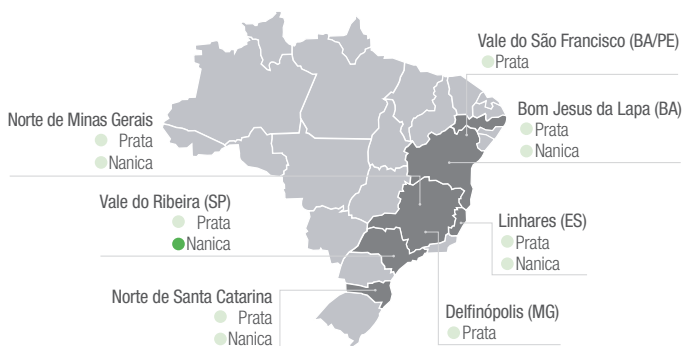 Vale do São Francisco (BA/PE)
Prata
Bom Jesus da Lapa (BA)
Prata
Nanica
Norte de Minas Gerais
Prata
Nanica
Vale do Ribeira (SP)
Prata
Nanica
Linhares (ES)
Prata
Nanica
Norte de Santa Catarina
Prata
Nanica
Delfinópolis (MG)
Prata